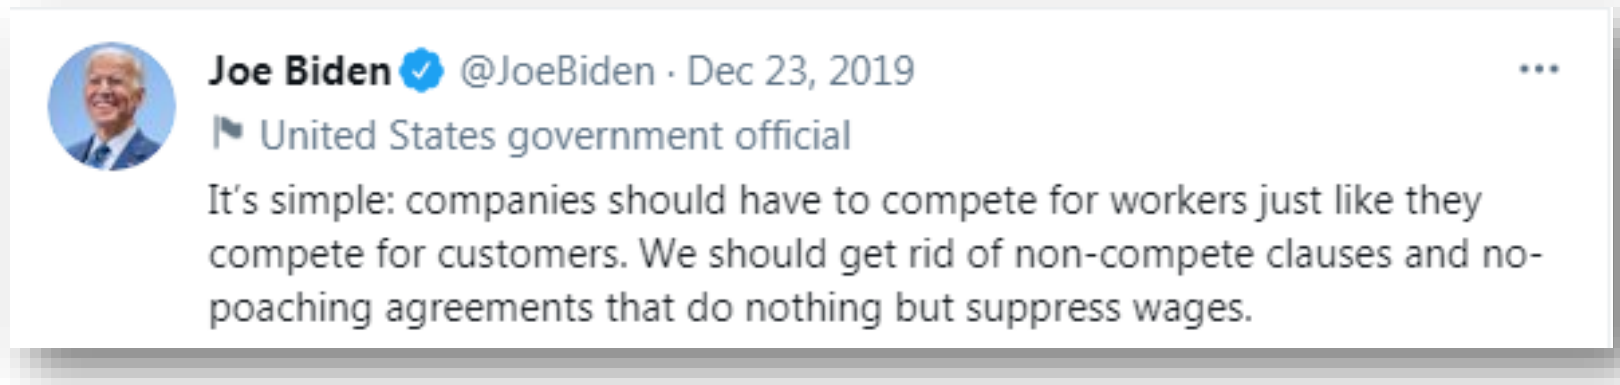 Joe Biden @JoeBiden · Dec 23, 2019
United States government official
It's simple: companies should have to compete for workers just like they
compete for customers. We should get rid of non-compete clauses and no-
poaching agreements that do nothing but suppress wages.